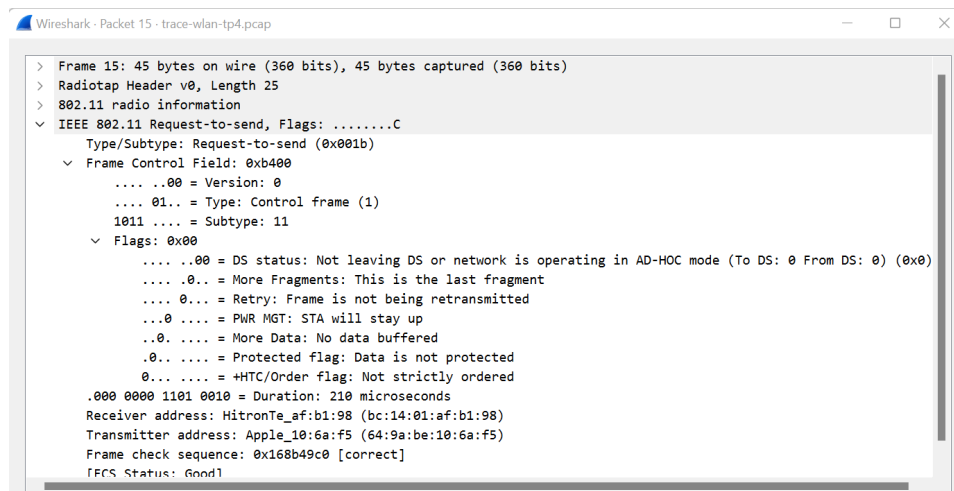 Wireshark · Packet 15 · trace-wlan-tp4.pcap
Frame 15: 45 bytes on wire (360 bits), 45 bytes captured (360 bits)
Radiotap Header v0, Length 25
802.11 radio information
IEEE 802.11 Request-to-send, Flags: ........C
Type/Subtype: Request-to-send (0x001b)
Frame Control Field: 0xb400
.... ..00 = Version: 0
.... 01.. = Type: Control frame (1)
1011 .... = Subtype: 11
Flags: 0x00
.... ..00 = DS status: Not leaving DS or network is operating in AD-HOC mode (To DS: 0 From DS: 0) (0x0)
.... .0.. = More Fragments: This is the last fragment
.... 0... = Retry: Frame is not being retransmitted
...0 .... = PWR MGT: STA will stay up
..0. .... = More Data: No data buffered
.0.. .... = Protected flag: Data is not protected
0... .... = +HTC/Order flag: Not strictly ordered
.000 0000 1101 0010 = Duration: 210 microseconds
Receiver address: HitronTe_af:b1:98 (bc:14:01:af:b1:98)
Transmitter address: Apple_10:6a:f5 (64:9a:be:10:6a:f5)
Frame check sequence: 0x168b49c0 [correct]
[FCS Status: Good]